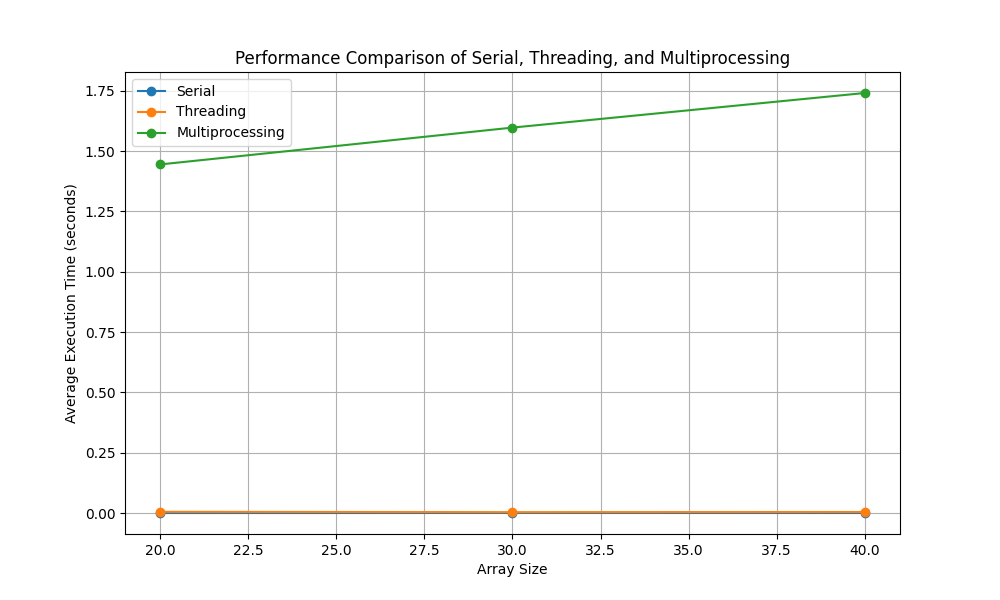 Performance Comparison of Serial, Threading, and Multiprocessing
Serial
Threading
Multiprocessing
Average Execution Time (seconds)
1.75
1.50
1.25
1.00
0.75
0.50
0.25
0.00
20.0 22.5 25.0 27.5 30.0 32.5 35.0 37.5 40.0
Array Size